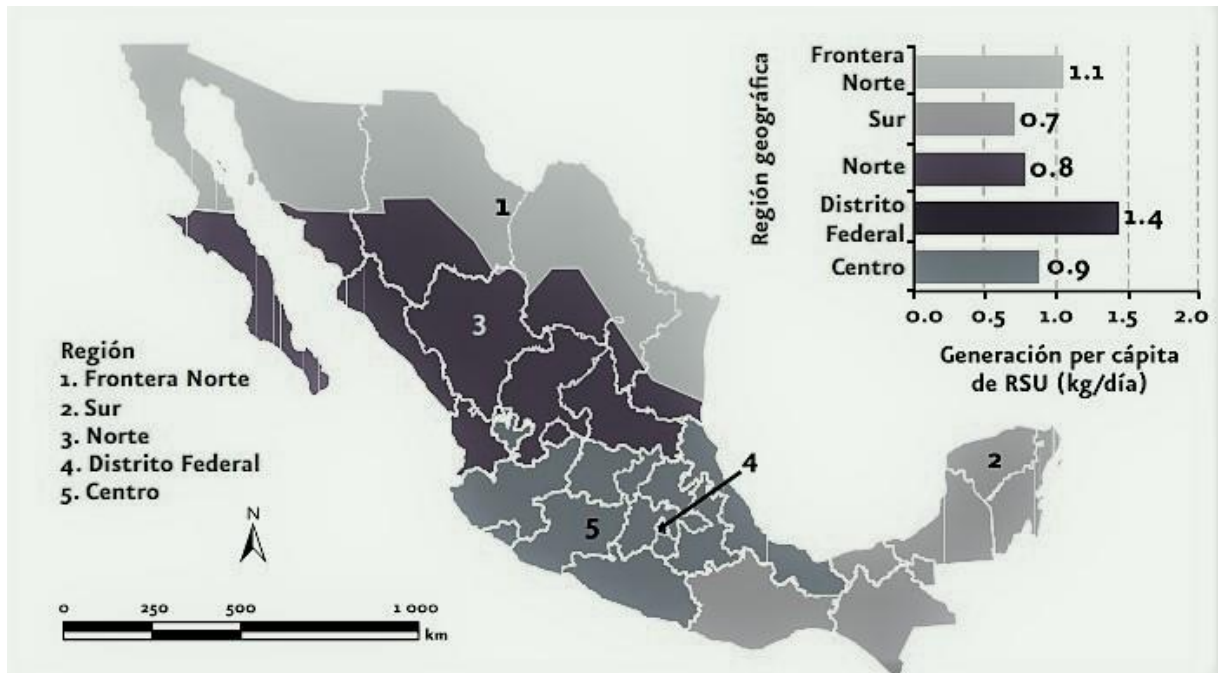 Región geográfica
Frontera
Norte
1.1
Sur
0.7
Norte
0.8
Distrito
Federal
1.4
Centro
0.9
0.0 0.5 1.0 1.5 2.0
Generación per cápita
de RSU (kg/día)
1
3
2
4
5
Región
1. Frontera Norte
2. Sur
3. Norte
4. Distrito Federal
5. Centro
N
0 250 500 1 000
km